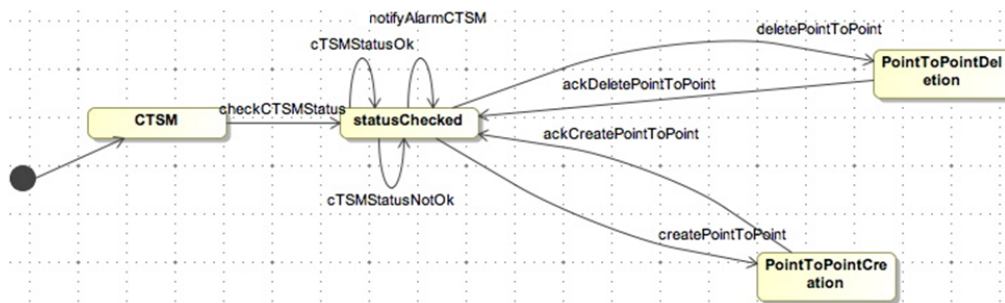 notifyAlarmCTSM
cTSMStatusOk
deletePointToPoint
PointToPointDel
etion
ackDeletePointToPoint
checkCTSMStatus
CTSM
statusChecked
ackCreatePointToPoint
cTSMStatusNotOk
createPointToPoint
PointToPointCre
ation